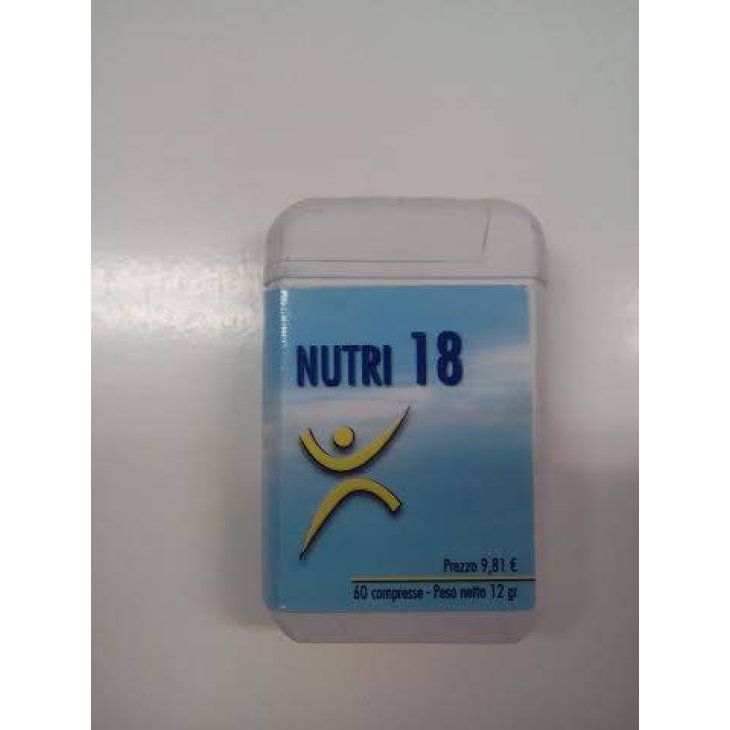 NUTRI 18
Prezzo 9,81 €
60 compresse - Peso netto 12 gr